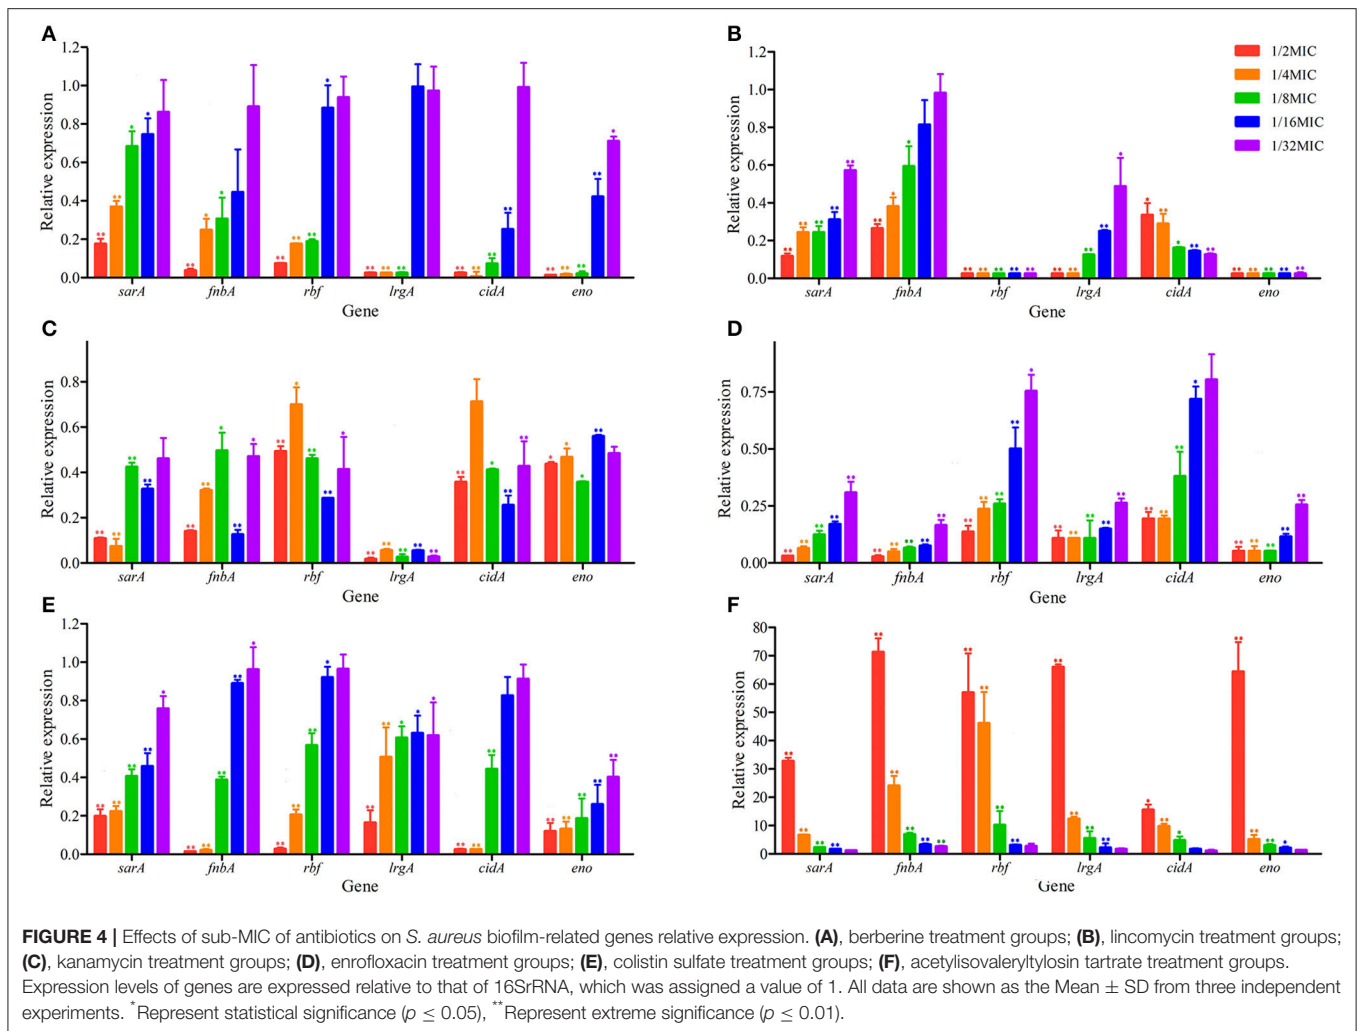 A
1.2
1.0
0.8
0.6
0.4
0.2
0.0
Relative expression
sarA fnbA rbf lrgA cidA eno
Gene
B
1.2
1.0
0.8
0.6
0.4
0.2
0.0
Relative expression
sarA fnbA rbf lrgA cidA eno
Gene
1/2MIC
1/4MIC
1/8MIC
1/16MIC
1/32MIC
C
0.8
0.6
0.4
0.2
0.0
Relative expression
sarA fnbA rbf lrgA cidA eno
Gene
D
0.75
0.50
0.25
0.00
Relative expression
sarA fnbA rbf lrgA cidA eno
Gene
E
1.2
1.0
0.8
0.6
0.4
0.2
0.0
Relative expression
sarA fnbA rbf lrgA cidA eno
Gene
F
80
70
60
50
40
30
20
10
0
Relative expression
sarA fnbA rbf lrgA cidA eno
Gene
FIGURE 4 | Effects of sub-MIC of antibiotics on S. aureus biofilm-related genes relative expression. (A), berberine treatment groups; (B), lincomycin treatment groups;
(C), kanamycin treatment groups; (D), enrofloxacin treatment groups; (E), colistin sulfate treatment groups; (F), acetylisovaleryltylosin tartrate treatment groups.
Expression levels of genes are expressed relative to that of 16SrRNA, which was assigned a value of 1. All data are shown as the Mean ± SD from three independent
experiments. *Represent statistical significance (p ≤ 0.05), **Represent extreme significance (p ≤ 0.01).